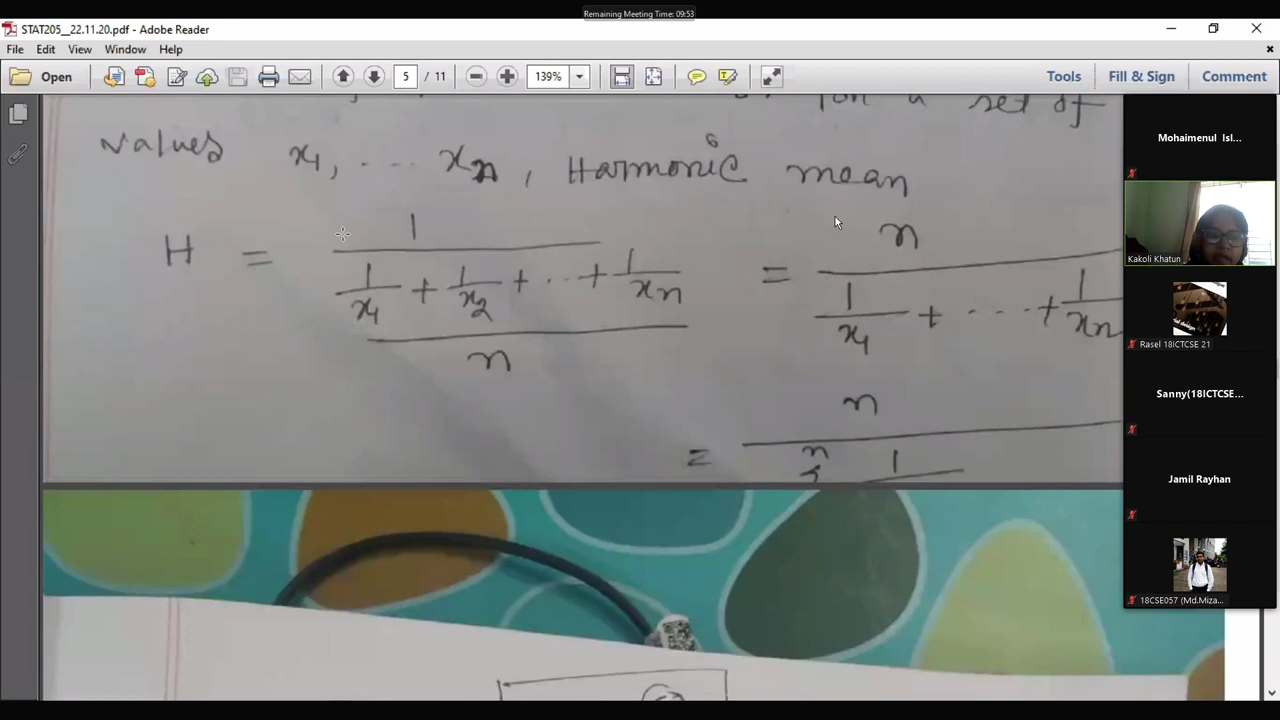 Remaining Meeting Time: 09:53
STAT205__22.11.20.pdf - Adobe Reader
File Edit View Window Help
Open 5 / 11 139% Tools Fill & Sign Comment
for a set of
values x₁, ... xₙ, Harmonic mean
H = 1 / ((1/x₁ + 1/x₂ + ... + 1/xₙ) / n) = n / (1/x₁ + ... + 1/xₙ
= n / n 1
Mohaimenul Isl...
Kakoli Khatun
Rasel 18ICTCSE 21
Sanny(18ICTCSE...
Jamil Rayhan
18CSE057 (Md.Miza...